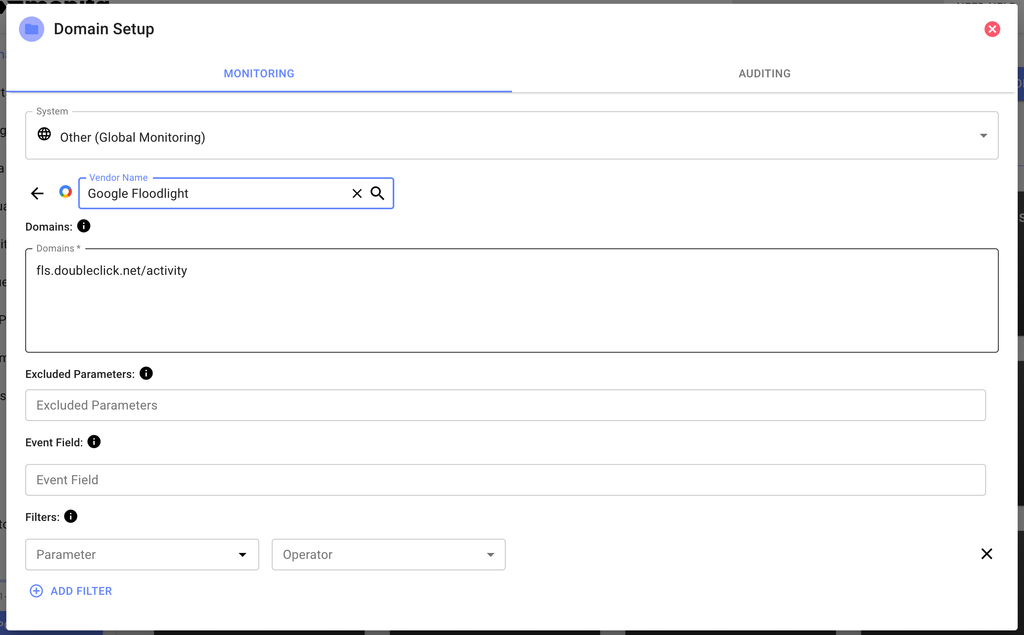 Domain Setup
MONITORING
AUDITING
System
Other (Global Monitoring)
Vendor Name
Google Floodlight
Domains:
Domains *
fls.doubleclick.net/activity
Excluded Parameters:
Excluded Parameters
Event Field:
Event Field
Filters:
Parameter
Operator
ADD FILTER